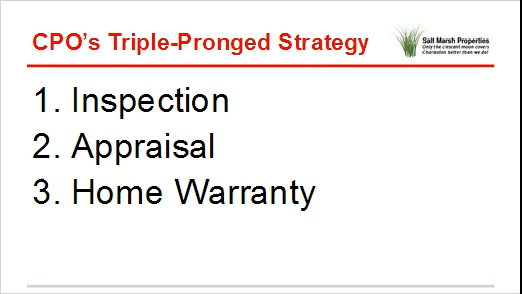 CPO's Triple-Pronged Strategy
Salt Marsh Properties
Only the crescent moon covers
Charleston better than we do!
1. Inspection
2. Appraisal
3. Home Warranty